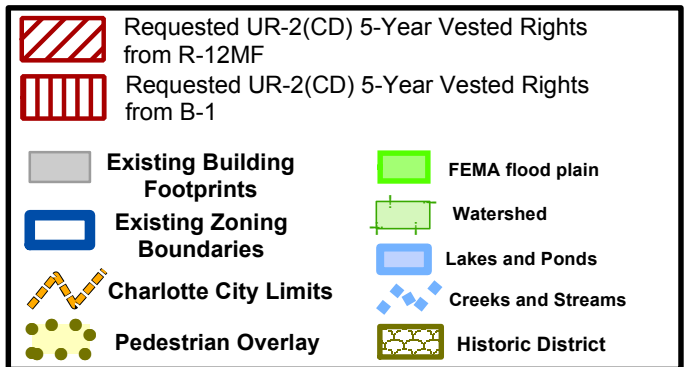 Requested UR-2(CD) 5-Year Vested Rights
from R-12MF
Requested UR-2(CD) 5-Year Vested Rights
from B-1
Existing Building
Footprints
Existing Zoning
Boundaries
Charlotte City Limits
Pedestrian Overlay
FEMA flood plain
Watershed
Lakes and Ponds
Creeks and Streams
Historic District